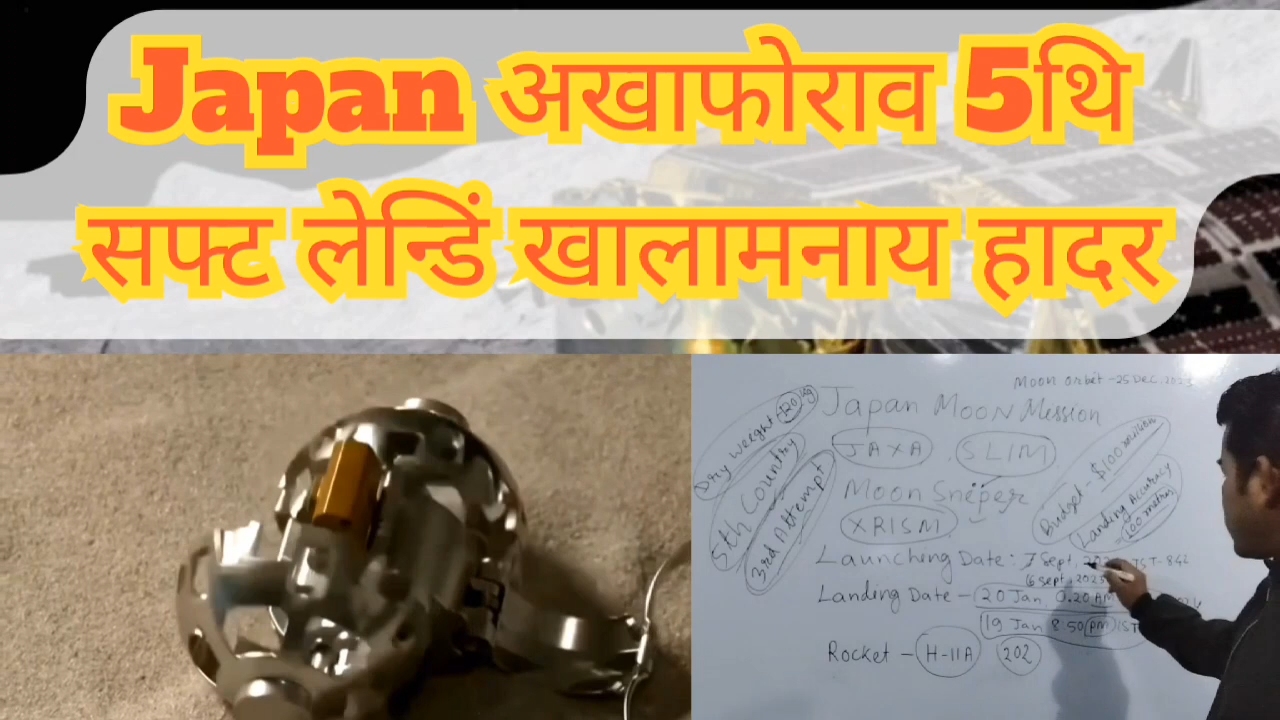 Japan अखाफोराव 5थि
सफ्ट लेन्डिं खालामनाय हादर
Moon orbit - 25 Dec, 2023
Japan Moon Mission
Dry weight - 120 kg
JAXA SLIM
5th Country
3rd Attempt
Moon Sniper
Budget - $100 million
Landing Accuracy
100 metres
XRISM
Launching Date: 7 Sept,
6 Sept, 2023
Landing Date - 20 Jan 0.20 AM
19 Jan 8:50 pm IST
Rocket - H-IIA 202